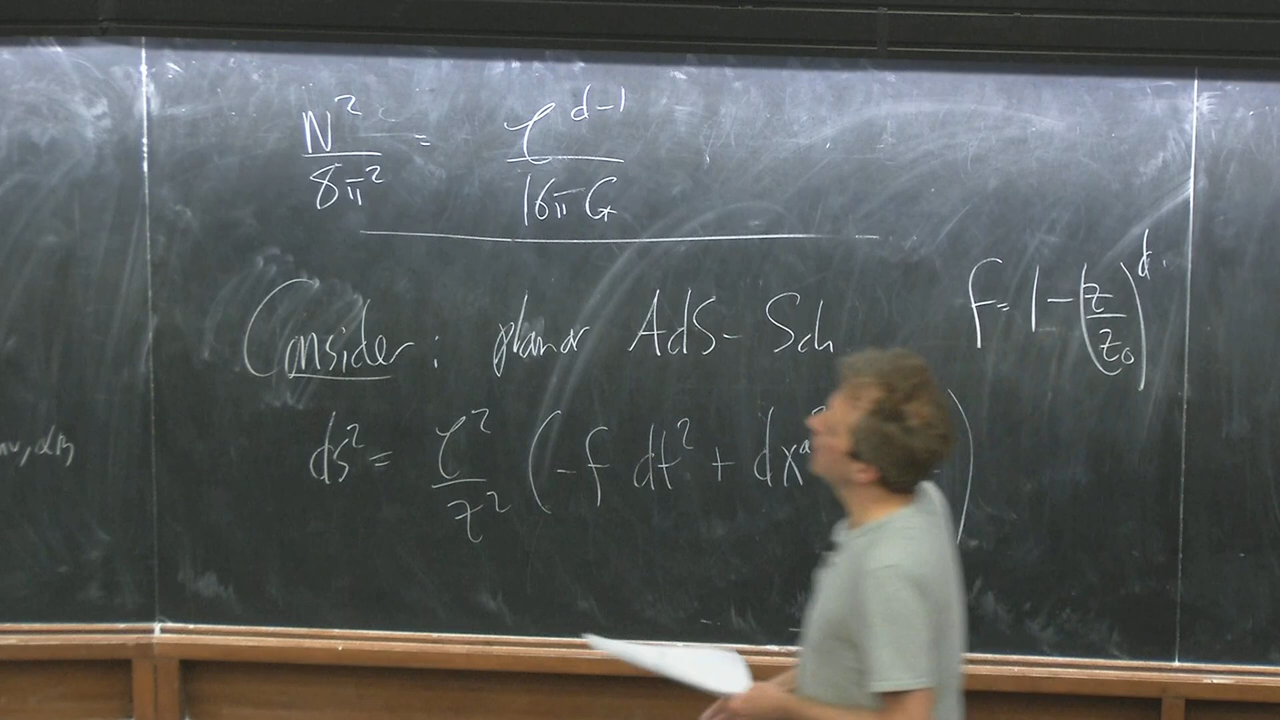 N² / 8π² = ℓ^{d-1} / 16πG
Consider: planar AdS-Sch
f = 1 - (z/z₀)^d
ds² = ℓ²/z² (-f dt² + dx^a )